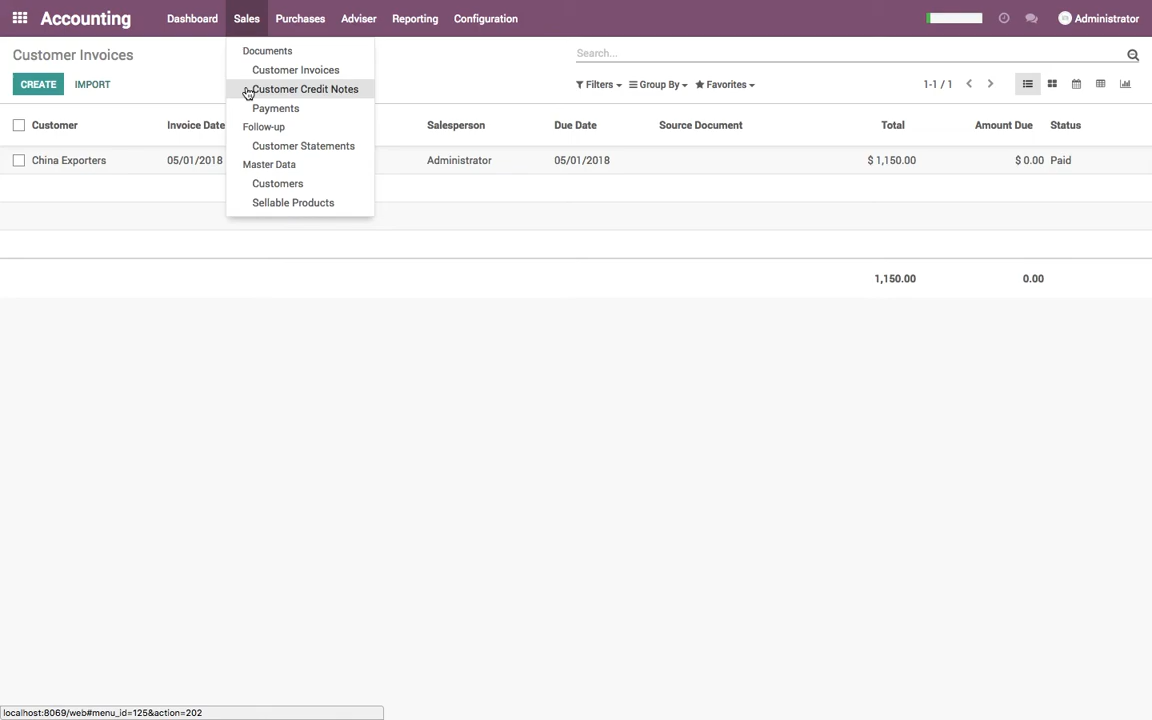 Accounting Dashboard Sales Purchases Adviser Reporting Configuration Administrator
Customer Invoices
Search...
CREATE IMPORT
Filters Group By Favorites 1-1 / 1
Documents
Customer Invoices
Customer Credit Notes
Payments
Follow-up
Customer Statements
Master Data
Customers
Sellable Products
Customer Invoice Date Salesperson Due Date Source Document Total Amount Due Status
China Exporters 05/01/2018 Administrator 05/01/2018 $ 1,150.00 $ 0.00 Paid
1,150.00 0.00
localhost:8069/web#menu_id=125&action=202